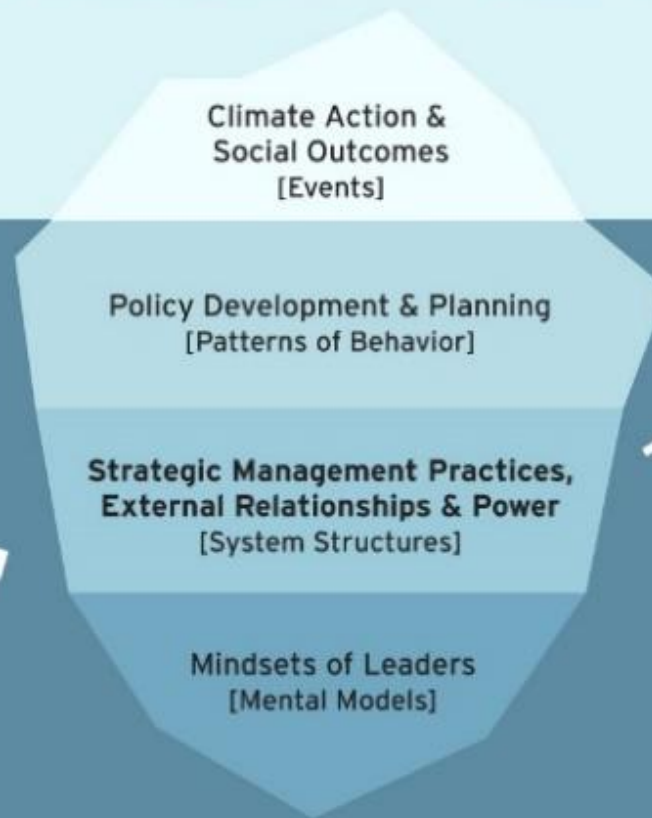 Climate Action &
Social Outcomes
[Events]
Policy Development & Planning
[Patterns of Behavior]
Strategic Management Practices,
External Relationships & Power
[System Structures]
Mindsets of Leaders
[Mental Models]